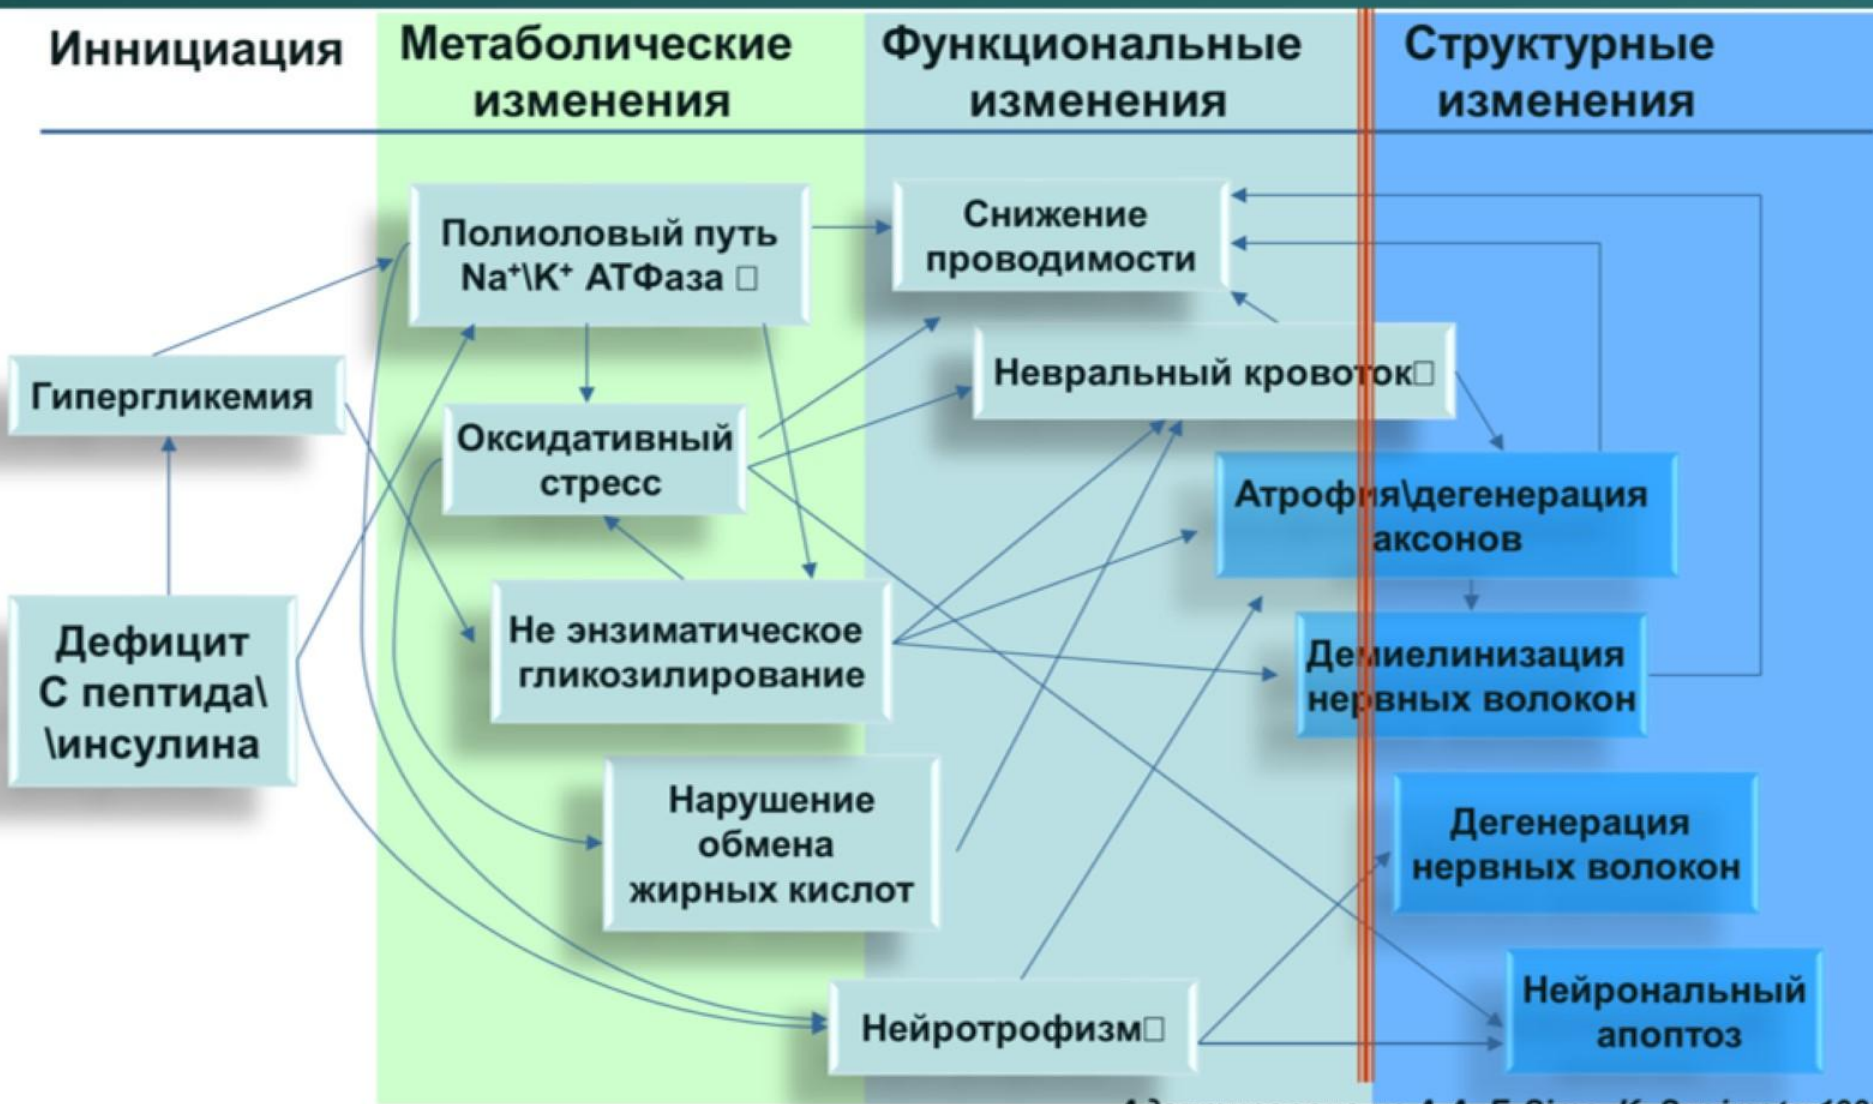 Иннициация
Метаболические
изменения
Функциональные
изменения
Структурные
изменения
Полиоловый путь
Na⁺\K⁺ АТФаза □
Снижение
проводимости
Гипергликемия
Невральный кровоток□
Оксидативный
стресс
Атрофия\дегенерация
аксонов
Дефицит
С пептида\
\инсулина
Не энзиматическое
гликозилирование
Демиелинизация
нервных волокон
Нарушение
обмена
жирных кислот
Дегенерация
нервных волокон
Нейротрофизм□
Нейрональный
апоптоз